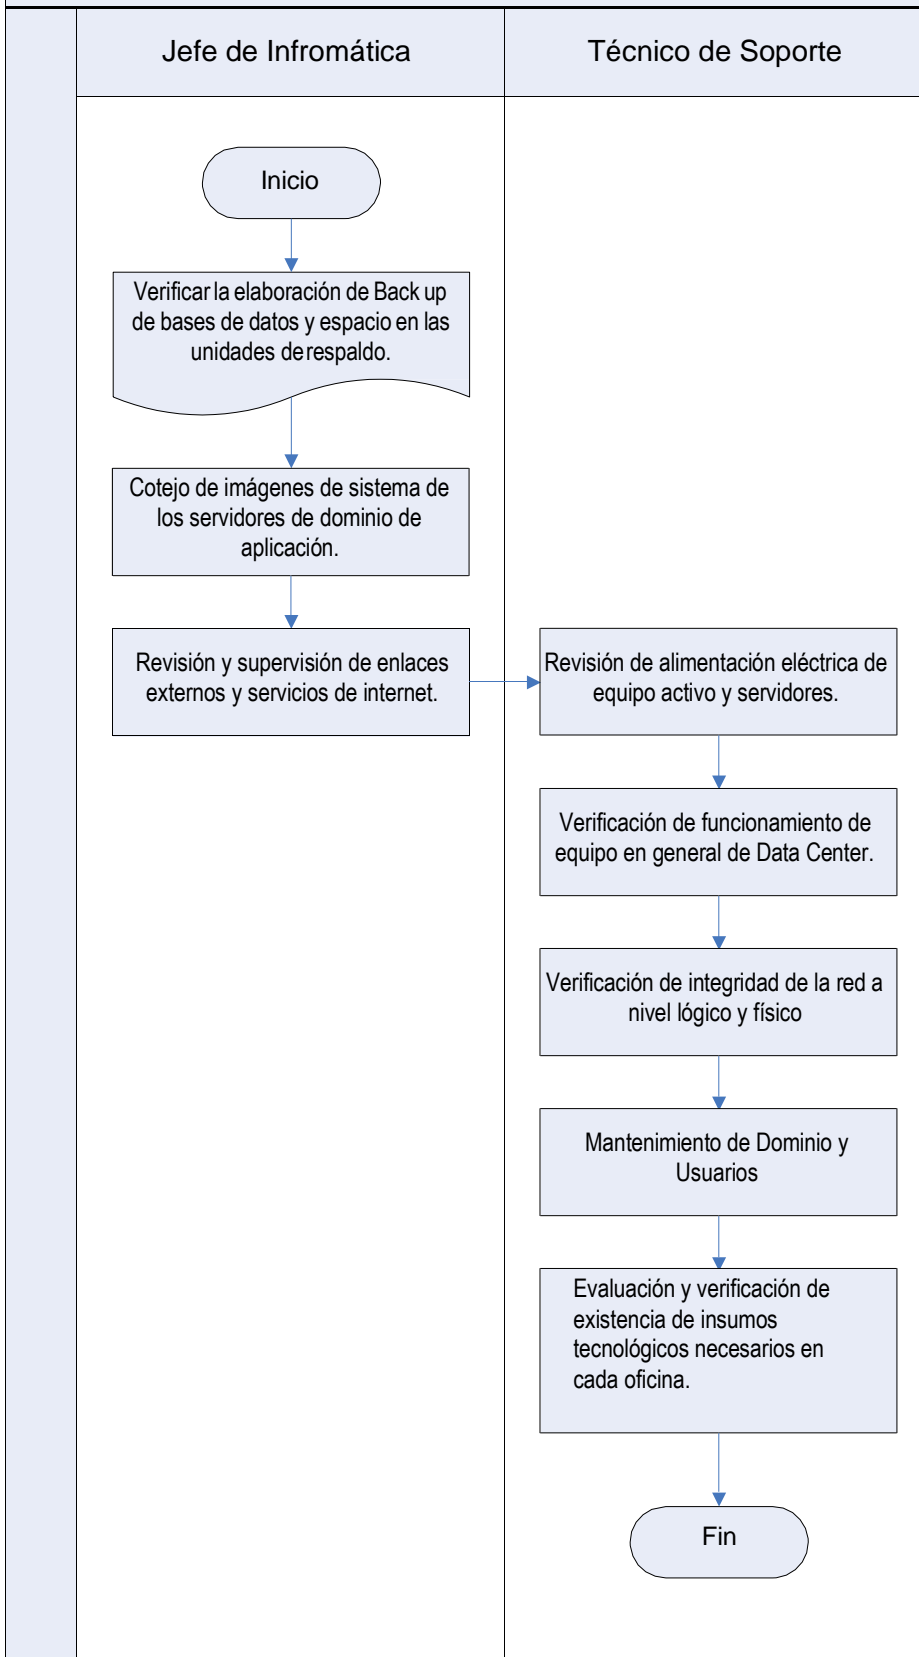 Jefe de Infromática
Técnico de Soporte
Inicio
Verificar la elaboración de Back up
de bases de datos y espacio en las
unidades de respaldo.
Cotejo de imágenes de sistema de
los servidores de dominio de
aplicación.
Revisión y supervisión de enlaces
externos y servicios de internet.
Revisión de alimentación eléctrica de
equipo activo y servidores.
Verificación de funcionamiento de
equipo en general de Data Center.
Verificación de integridad de la red a
nivel lógico y físico
Mantenimiento de Dominio y
Usuarios
Evaluación y verificación de
existencia de insumos
tecnológicos necesarios en
cada oficina.
Fin